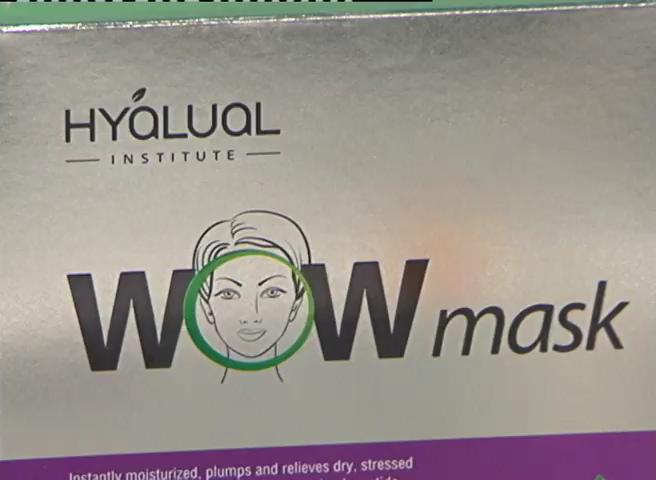 HYALUAL
INSTITUTE
WOW mask
Instantly moisturized, plumps and relieves dry, stressed